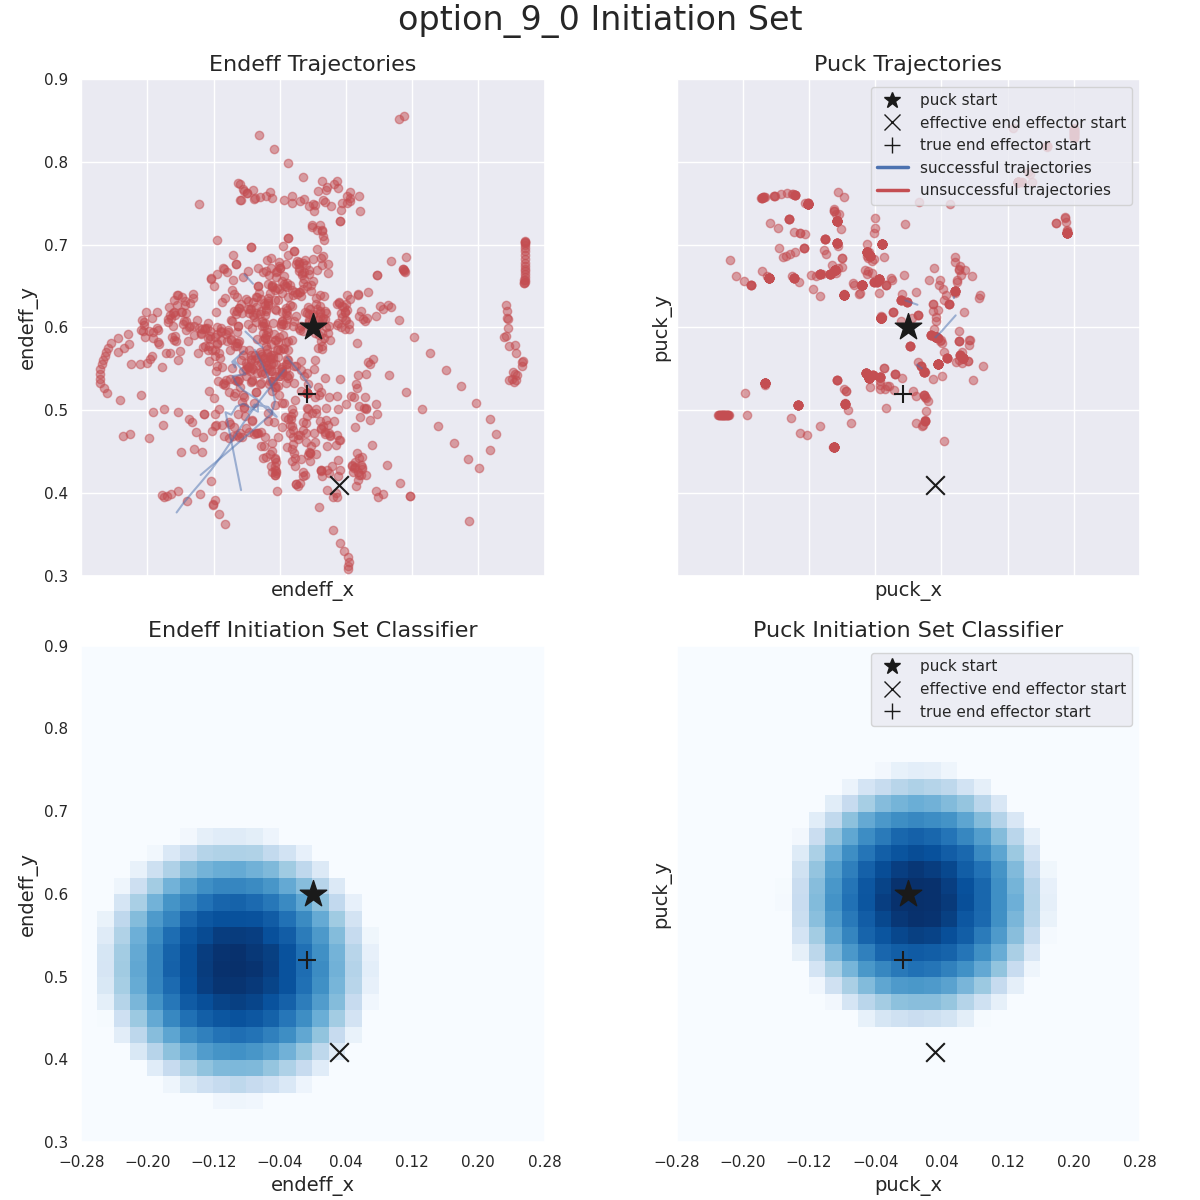 option_9_0 Initiation Set
Endeff Trajectories
Puck Trajectories
0.9
0.8
0.7
0.6
0.5
0.4
0.3
endeff_y
endeff_x
puck_y
puck_x
puck start
effective end effector start
true end effector start
successful trajectories
unsuccessful trajectories
Endeff Initiation Set Classifier
Puck Initiation Set Classifier
0.9
0.8
0.7
0.6
0.5
0.4
0.3
endeff_y
−0.28 −0.20 −0.12 −0.04 0.04 0.12 0.20 0.28
endeff_x
puck_y
puck start
effective end effector start
true end effector start
−0.28 −0.20 −0.12 −0.04 0.04 0.12 0.20 0.28
puck_x